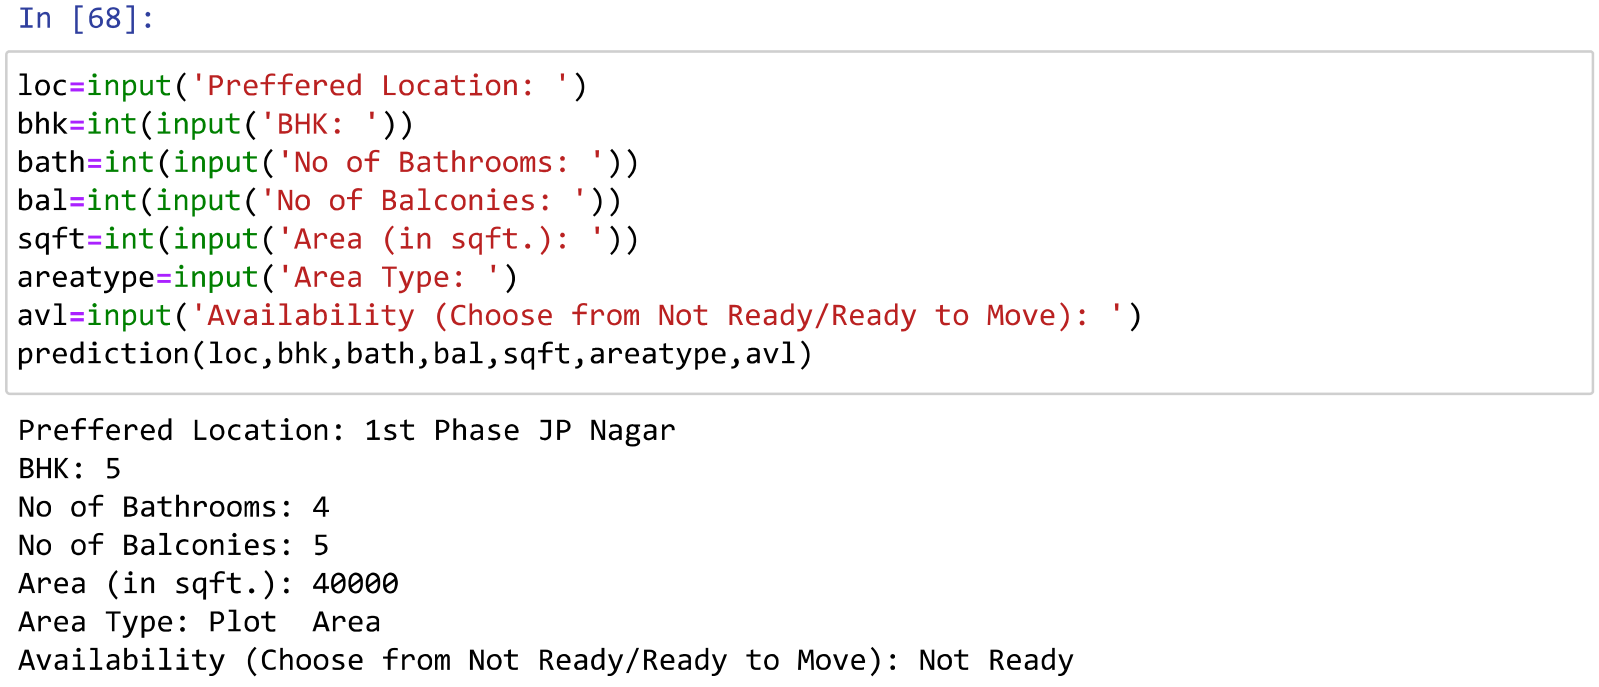 In [68]:
loc=input('Preffered Location: ')
bhk=int(input('BHK: '))
bath=int(input('No of Bathrooms: '))
bal=int(input('No of Balconies: '))
sqft=int(input('Area (in sqft.): '))
areatype=input('Area Type: ')
avl=input('Availability (Choose from Not Ready/Ready to Move): ')
prediction(loc,bhk,bath,bal,sqft,areatype,avl)
Preffered Location: 1st Phase JP Nagar
BHK: 5
No of Bathrooms: 4
No of Balconies: 5
Area (in sqft.): 40000
Area Type: Plot  Area
Availability (Choose from Not Ready/Ready to Move): Not Ready